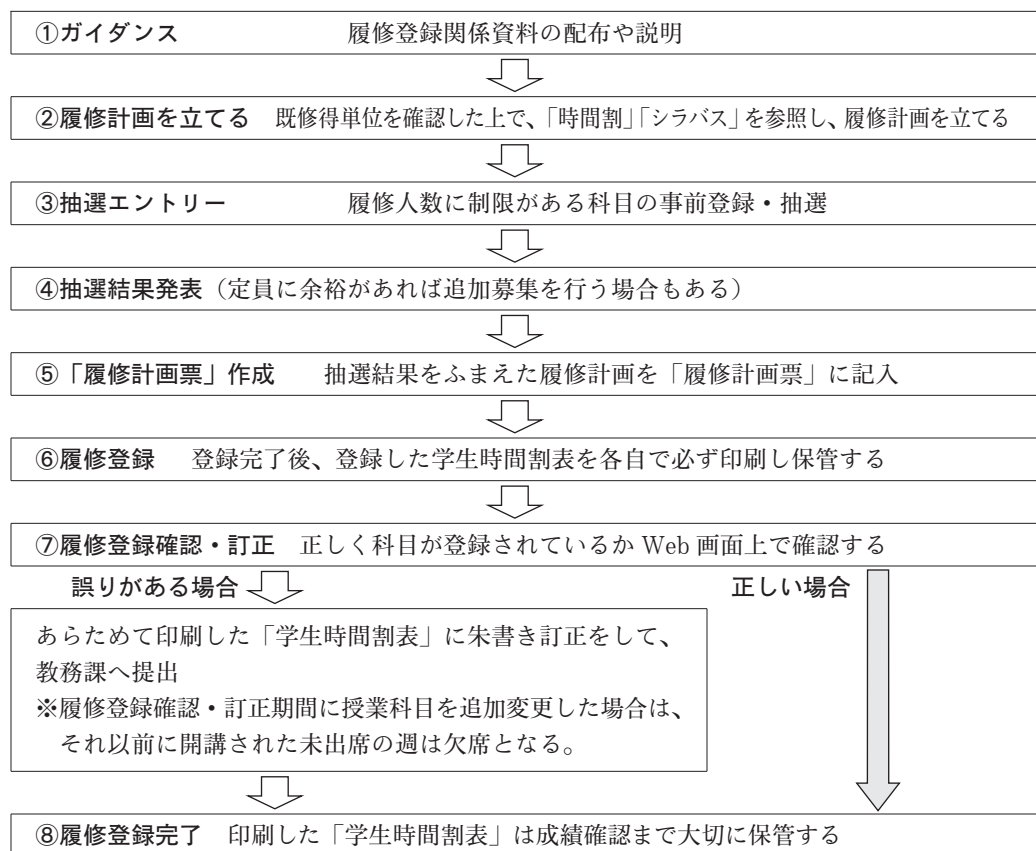 ①ガイダンス 履修登録関係資料の配布や説明
②履修計画を立てる 既修得単位を確認した上で、「時間割」「シラバス」を参照し、履修計画を立てる
③抽選エントリー 履修人数に制限がある科目の事前登録・抽選
④抽選結果発表（定員に余裕があれば追加募集を行う場合もある）
⑤「履修計画票」作成 抽選結果をふまえた履修計画を「履修計画票」に記入
⑥履修登録 登録完了後、登録した学生時間割表を各自で必ず印刷し保管する
⑦履修登録確認・訂正 正しく科目が登録されているか Web 画面上で確認する
誤りがある場合 正しい場合
あらためて印刷した「学生時間割表」に朱書き訂正をして、
教務課へ提出
※履修登録確認・訂正期間に授業科目を追加変更した場合は、
それ以前に開講された未出席の週は欠席となる。
⑧履修登録完了 印刷した「学生時間割表」は成績確認まで大切に保管する